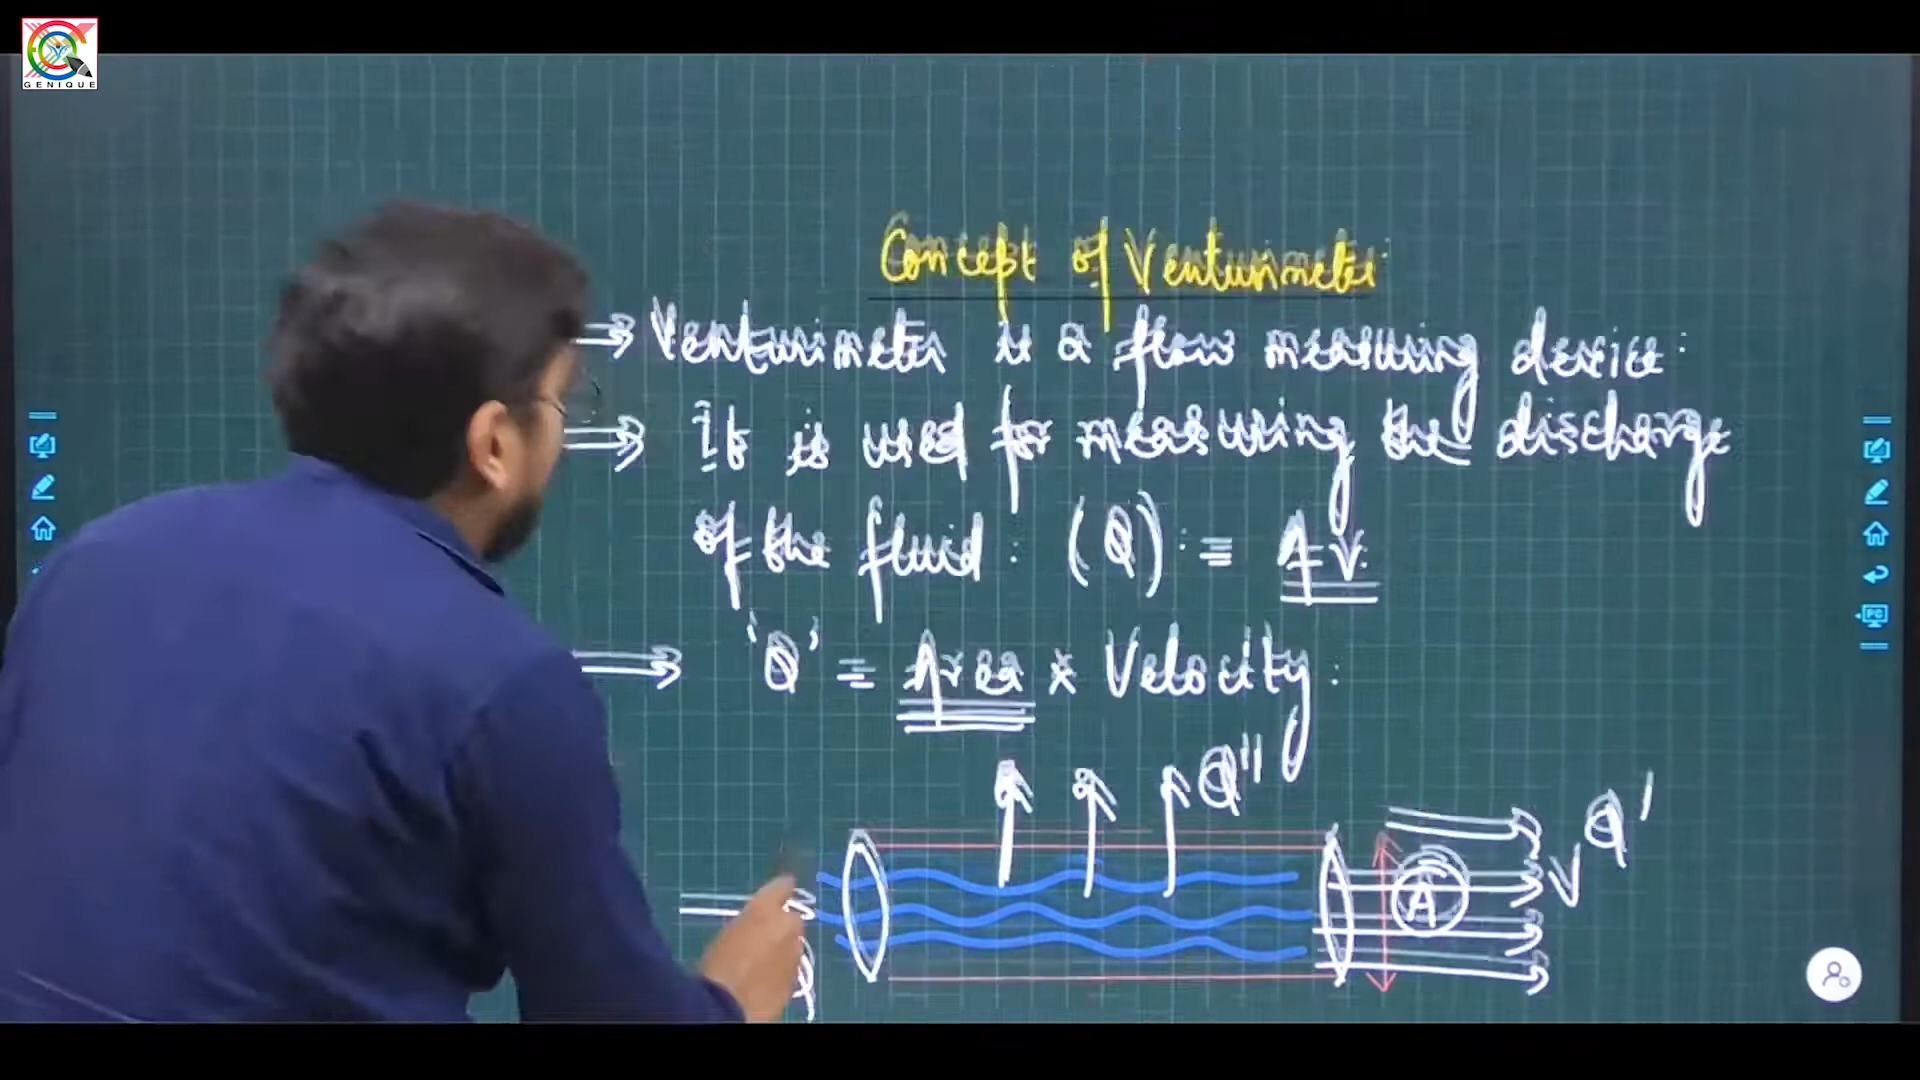 GENIQUE
Concept of Venturimeter
⇒ Venturimeter is a flow measuring device.
⇒ It is used for measuring the discharge
of the fluid. (Q) = A V.
⇒ 'Q' = Area × Velocity.
Q''
Q'
A
V
Q
PC